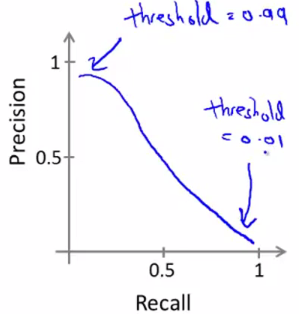 threshold = 0.99
1
Precision
threshold
= 0.01
0.5
0.5
1
Recall